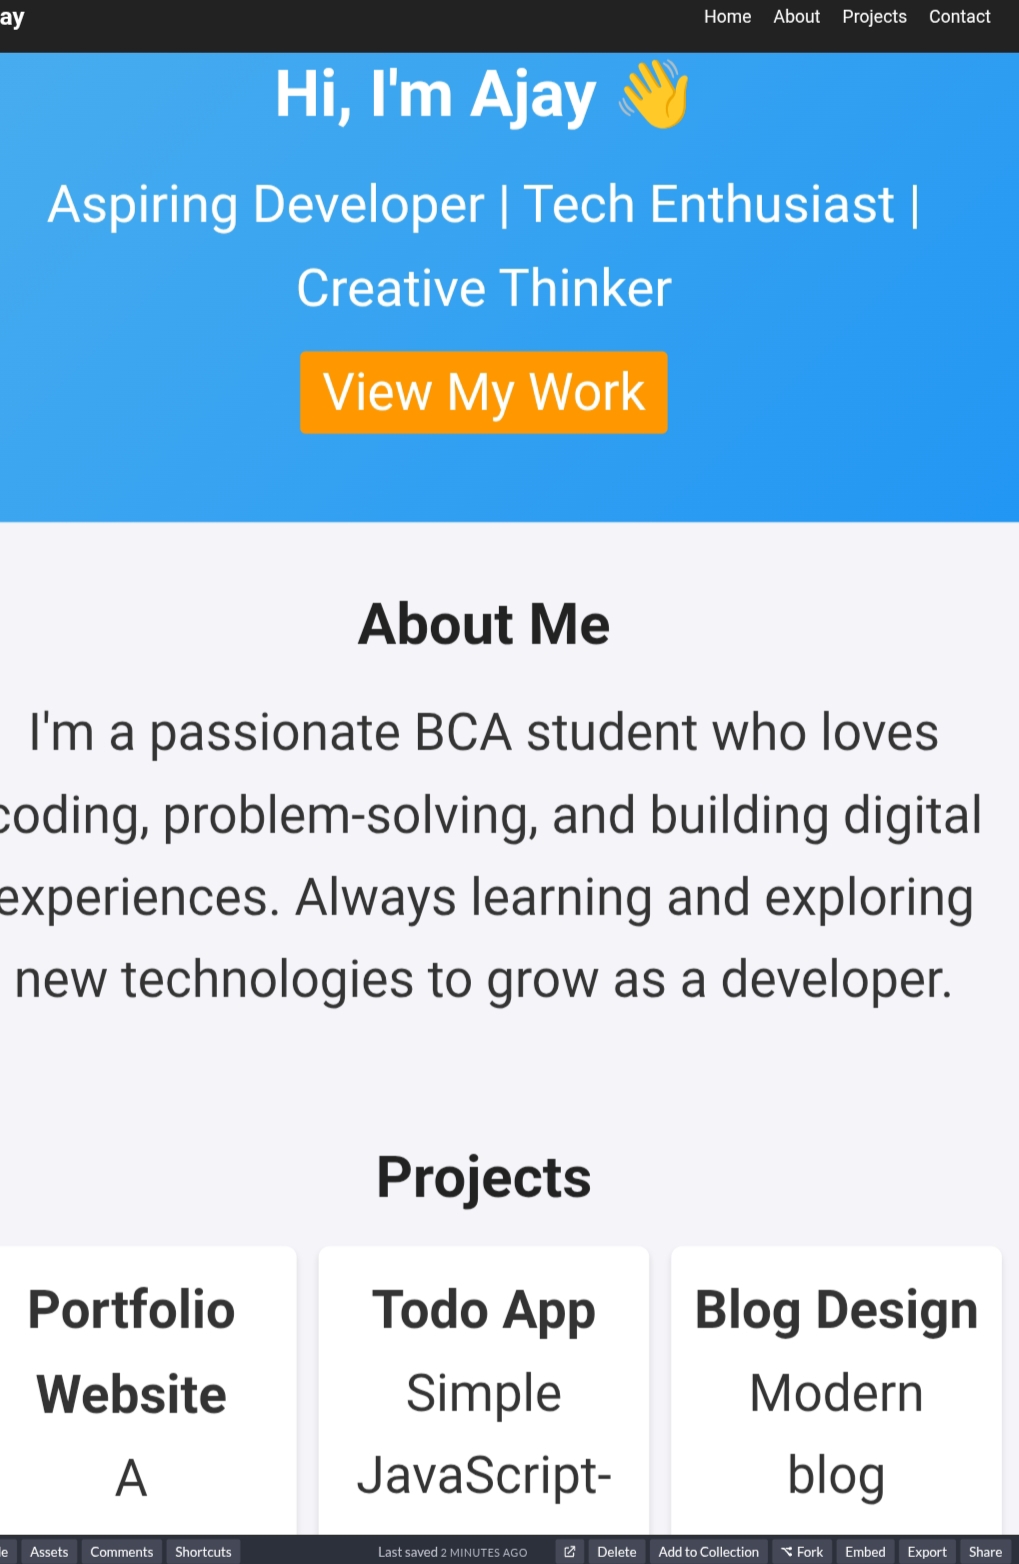 ay
Home About Projects Contact
Hi, I'm Ajay 👋
Aspiring Developer | Tech Enthusiast |
Creative Thinker
View My Work
About Me
I'm a passionate BCA student who loves
coding, problem-solving, and building digital
experiences. Always learning and exploring
new technologies to grow as a developer.
Projects
Portfolio
Website
A
Todo App
Simple
JavaScript-
Blog Design
Modern
blog
Assets Comments Shortcuts Last saved 2 MINUTES AGO Delete Add to Collection Fork Embed Export Share